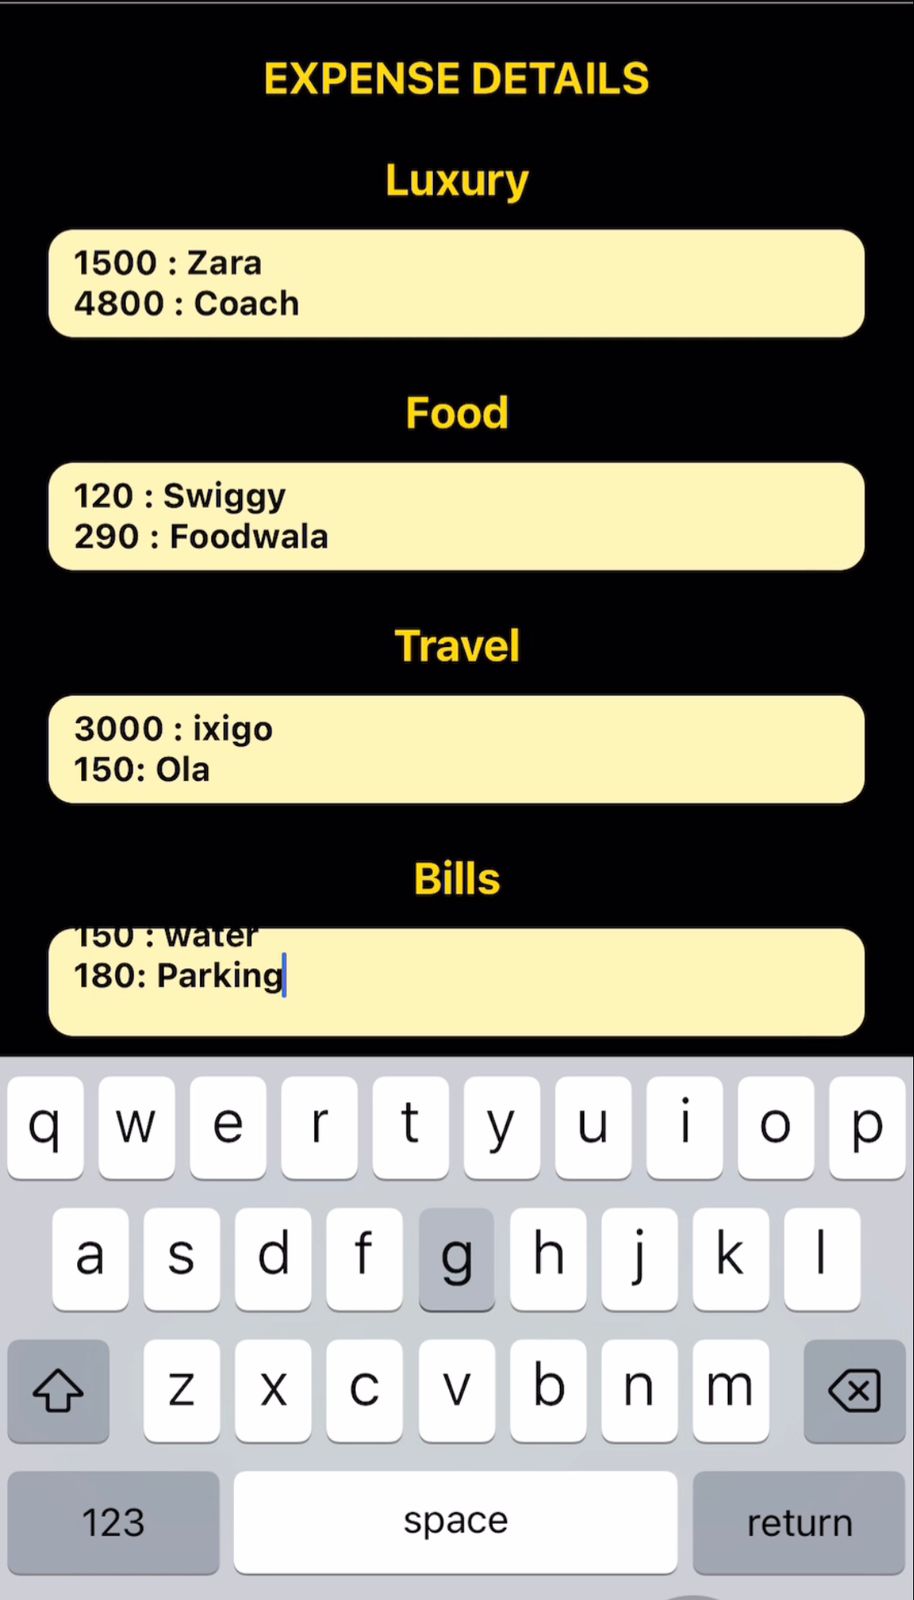 EXPENSE DETAILS
Luxury
1500 : Zara
4800 : Coach
Food
120 : Swiggy
290 : Foodwala
Travel
3000 : ixigo
150: Ola
Bills
150 : water
180: Parking
q w e r t y u i o p
a s d f g h j k l
z x c v b n m
123 space return